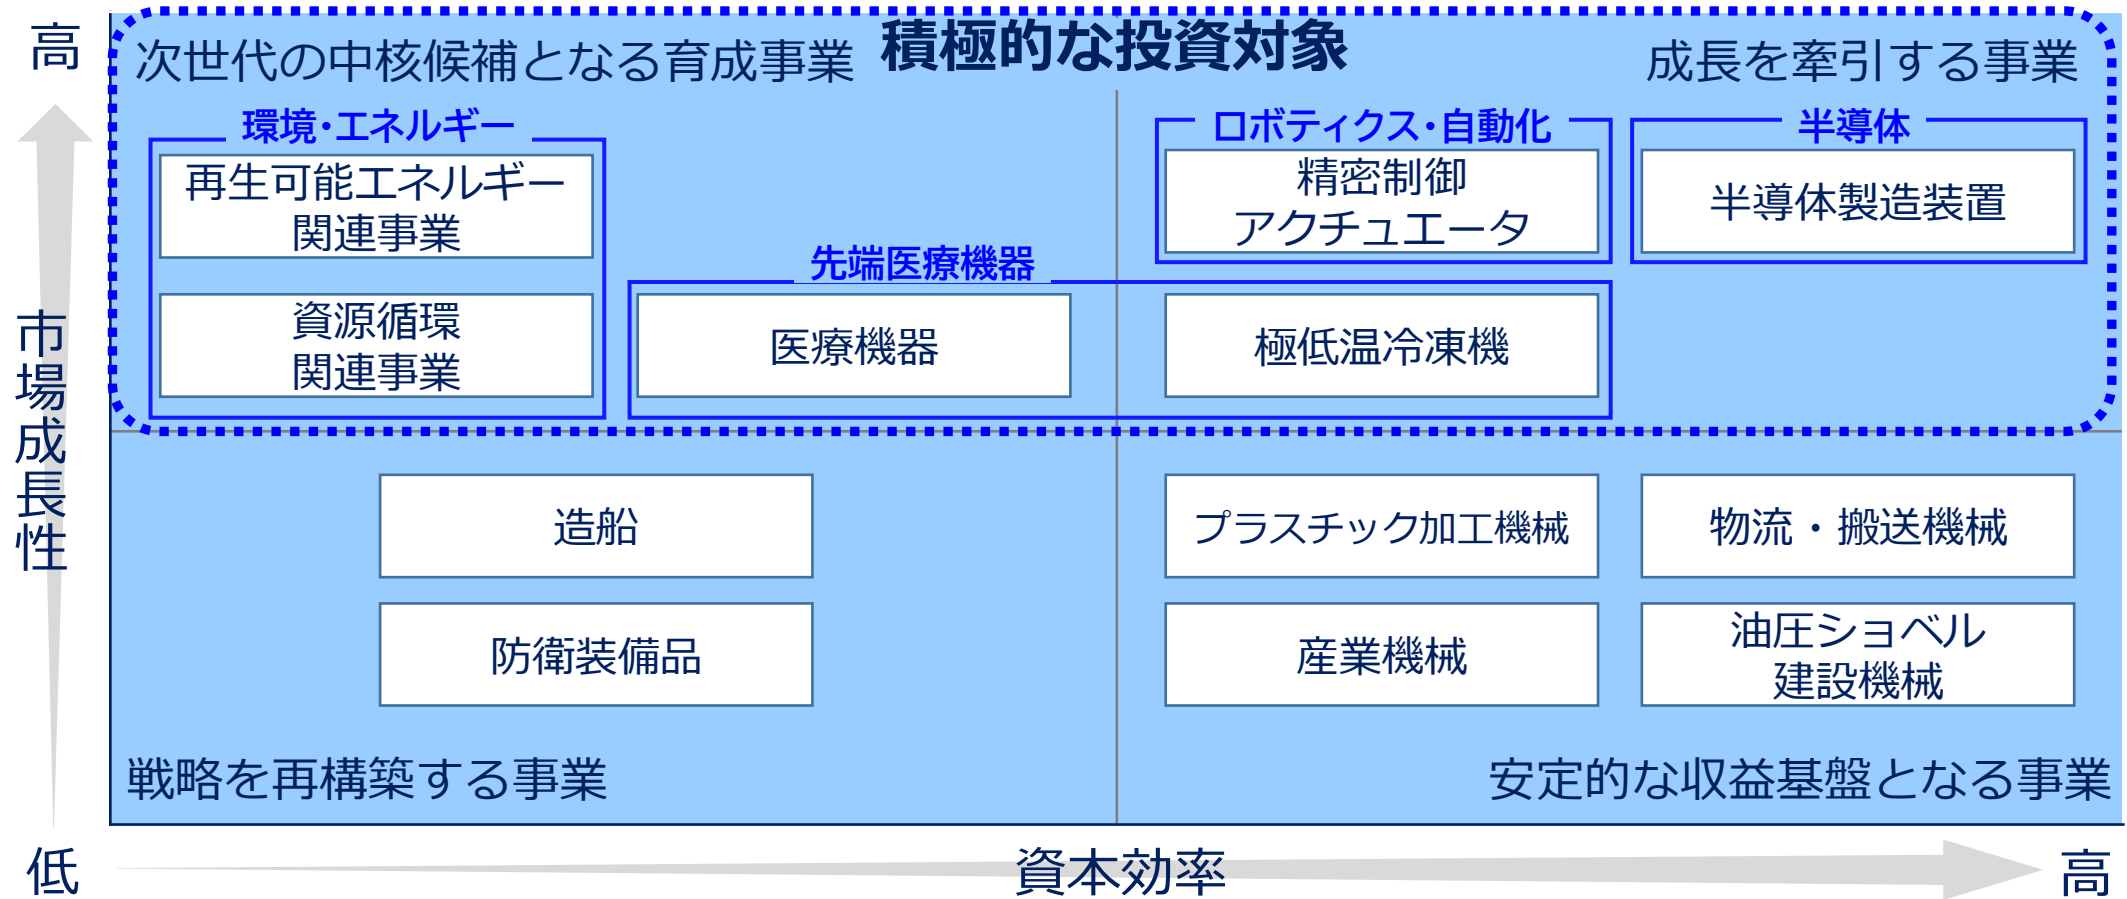 高
積極的な投資対象
次世代の中核候補となる育成事業
成長を牽引する事業
環境･エネルギー
再生可能エネルギー
関連事業
資源循環
関連事業
先端医療機器
医療機器
極低温冷凍機
ロボティクス･自動化
精密制御
アクチュエータ
半導体
半導体製造装置
市場成長性
造船
防衛装備品
戦略を再構築する事業
プラスチック加工機械
物流・搬送機械
産業機械
油圧ショベル
建設機械
安定的な収益基盤となる事業
低
資本効率
高